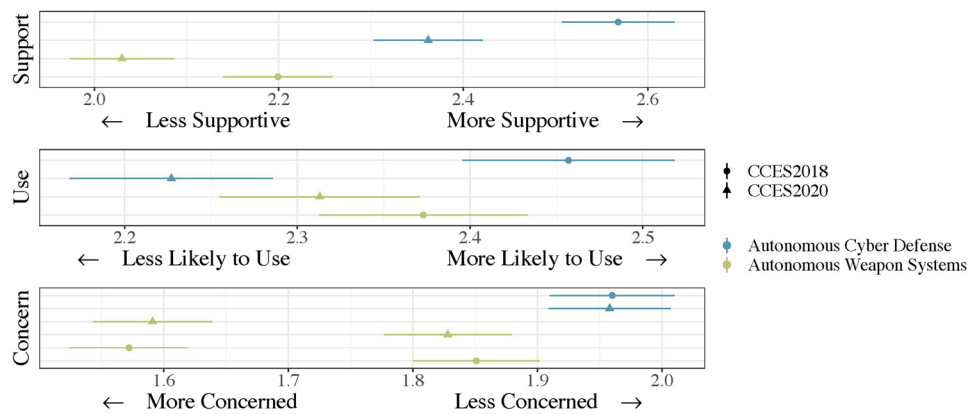 Support
2.0 2.2 2.4 2.6
← Less Supportive More Supportive →
Use
2.2 2.3 2.4 2.5
← Less Likely to Use More Likely to Use →
Concern
1.6 1.7 1.8 1.9 2.0
← More Concerned Less Concerned →
CCES2018
CCES2020
Autonomous Cyber Defense
Autonomous Weapon Systems